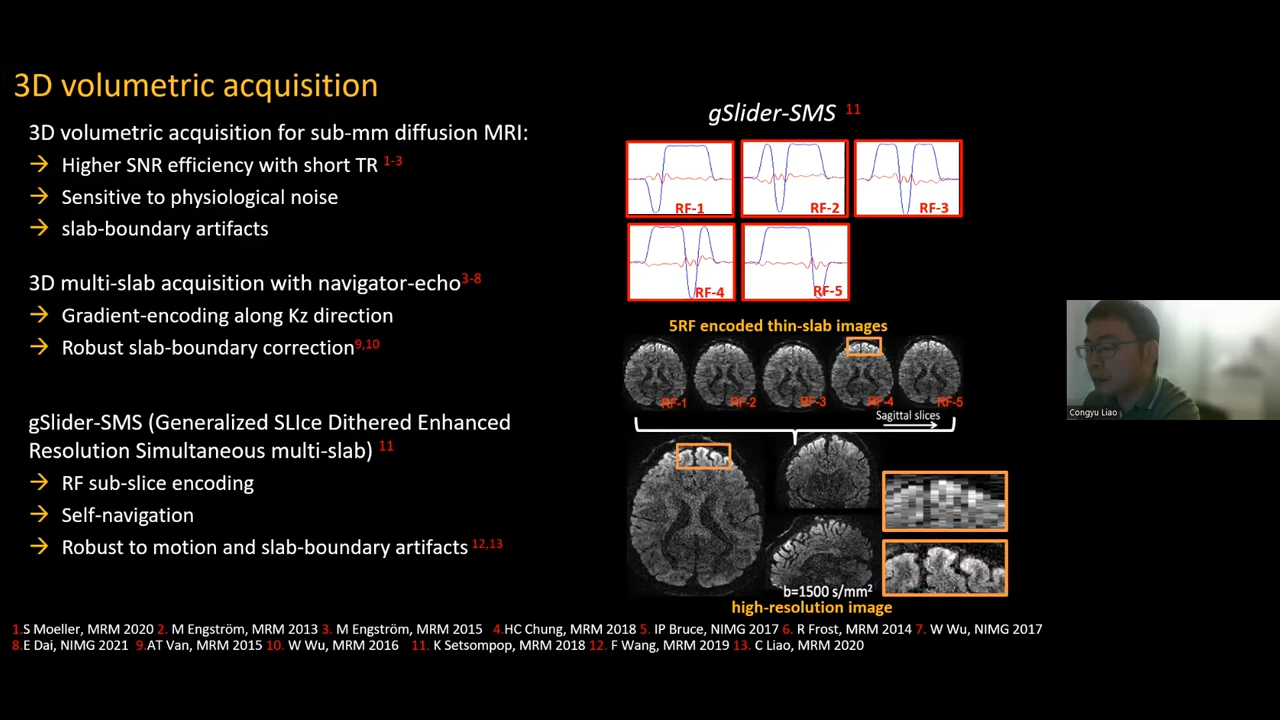 3D volumetric acquisition
3D volumetric acquisition for sub-mm diffusion MRI:
→ Higher SNR efficiency with short TR 1-3
→ Sensitive to physiological noise
→ slab-boundary artifacts
3D multi-slab acquisition with navigator-echo3-8
→ Gradient-encoding along Kz direction
→ Robust slab-boundary correction9,10
gSlider-SMS (Generalized SLIce Dithered Enhanced
Resolution Simultaneous multi-slab) 11
→ RF sub-slice encoding
→ Self-navigation
→ Robust to motion and slab-boundary artifacts 12,13
gSlider-SMS 11
RF-1
RF-2
RF-3
RF-4
RF-5
5RF encoded thin-slab images
RF-1
RF-2
RF-3
RF-4
RF-5
Sagittal slices
b=1500 s/mm2
high-resolution image
Congyu Liao
1.S Moeller, MRM 2020 2. M Engström, MRM 2013 3. M Engström, MRM 2015 4.HC Chung, MRM 2018 5. IP Bruce, NIMG 2017 6. R Frost, MRM 2014 7. W Wu, NIMG 2017
8.E Dai, NIMG 2021 9.AT Van, MRM 2015 10. W Wu, MRM 2016 11. K Setsompop, MRM 2018 12. F Wang, MRM 2019 13. C Liao, MRM 2020